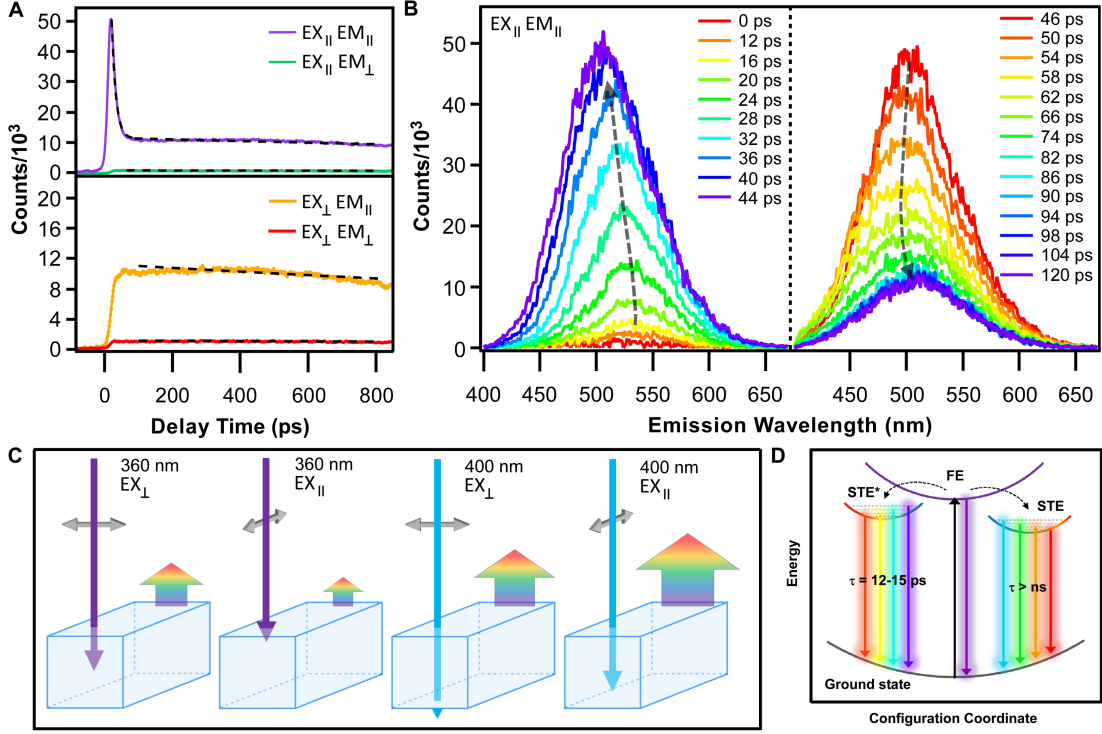 A
Counts/10³
50
40
30
20
10
0
EX∥ EM∥
EX∥ EM⊥
20
16
12
8
4
0
EX⊥ EM∥
EX⊥ EM⊥
0
200
400
600
800
Delay Time (ps)
B
EX∥ EM∥
Counts/10³
50
40
30
20
10
0
0 ps
12 ps
16 ps
20 ps
24 ps
28 ps
32 ps
36 ps
40 ps
44 ps
46 ps
50 ps
54 ps
58 ps
62 ps
66 ps
74 ps
82 ps
86 ps
90 ps
94 ps
98 ps
104 ps
120 ps
400
450
500
550
600
650
450
500
550
600
650
Emission Wavelength (nm)
C
360 nm
EX⊥
360 nm
EX∥
400 nm
EX⊥
400 nm
EX∥
D
Energy
FE
STE*
STE
τ = 12-15 ps
τ > ns
Ground state
Configuration Coordinate